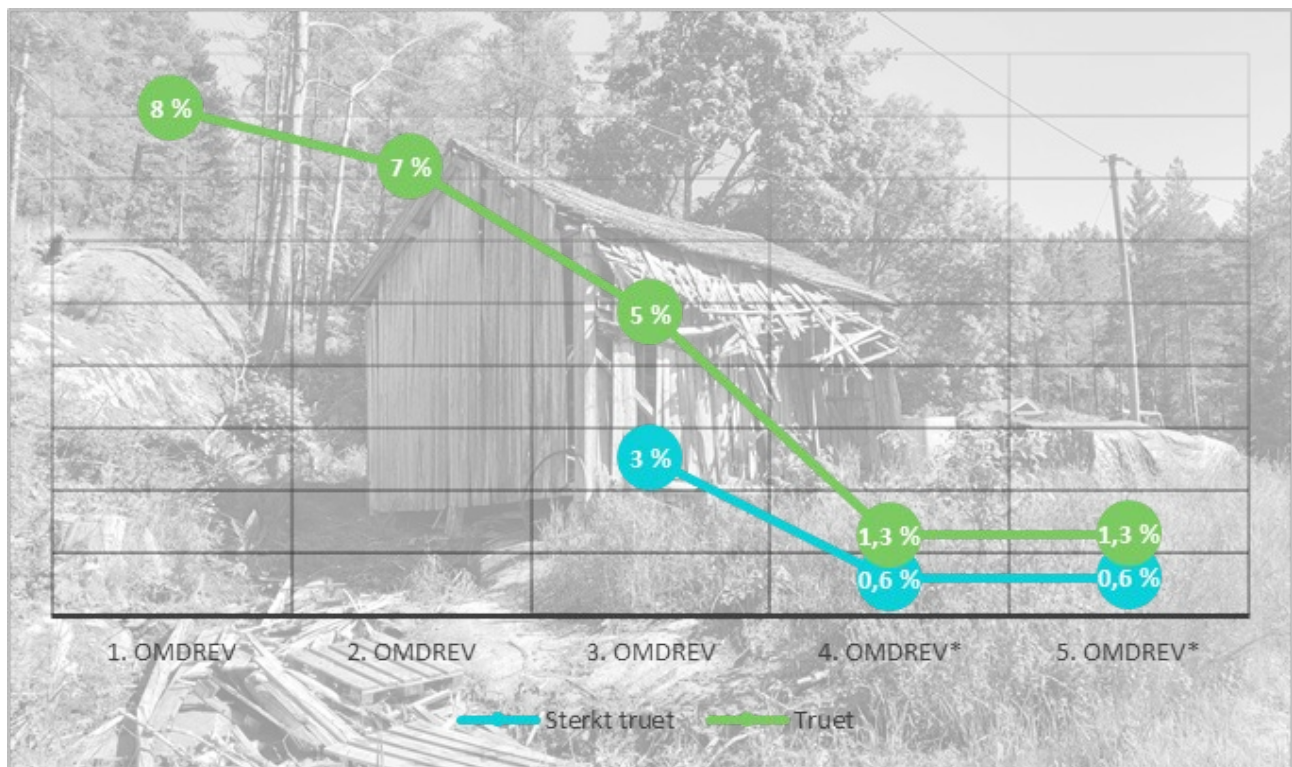 8 %
7 %
5 %
3 %
1,3 %
1,3 %
0,6 %
0,6 %
1. OMDREV
2. OMDREV
3. OMDREV
4. OMDREV*
5. OMDREV*
Sterkt truet
Truet